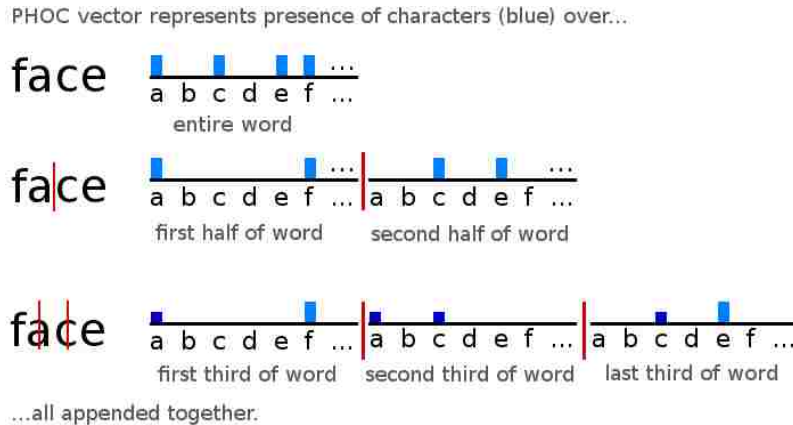 PHOC vector represents presence of characters (blue) over...
face
...
a b c d e f ...
entire word
face
... ...
a b c d e f ... a b c d e f ...
first half of word second half of word
face
a b c d e f ... a b c d e f ... a b c d e f ...
first third of word second third of word last third of word
...all appended together.